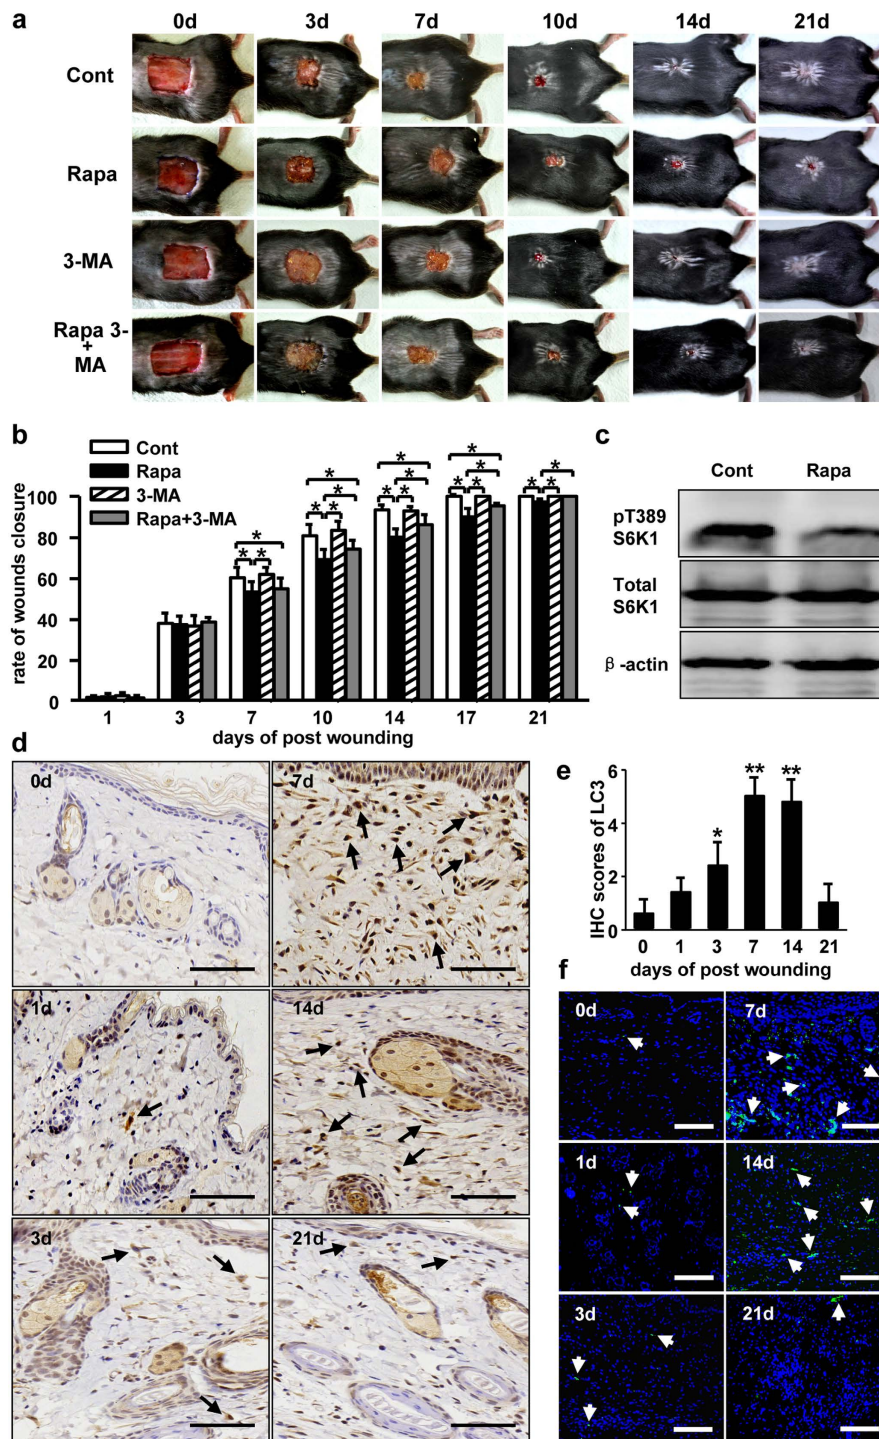 a
0d 3d 7d 10d 14d 21d
Cont
Rapa
3-MA
Rapa 3-
+
MA
b
Cont
Rapa
3-MA
Rapa+3-MA
* * * * * * * * * * * * * * * * * * *
rate of wounds closure
100
80
60
40
20
0
1 3 7 10 14 17 21
days of post wounding
c
Cont Rapa
pT389
S6K1
Total
S6K1
β-actin
d
0d
7d
1d
14d
3d
21d
e
IHC scores of LC3
6
4
2
0
* ** **
0 1 3 7 14 21
days of post wounding
f
0d
7d
1d
14d
3d
21d